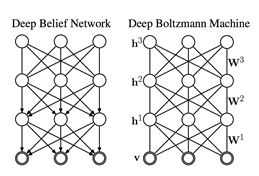 Deep Belief Network
Deep Boltzmann Machine
h³
W³
h²
W²
h¹
W¹
v